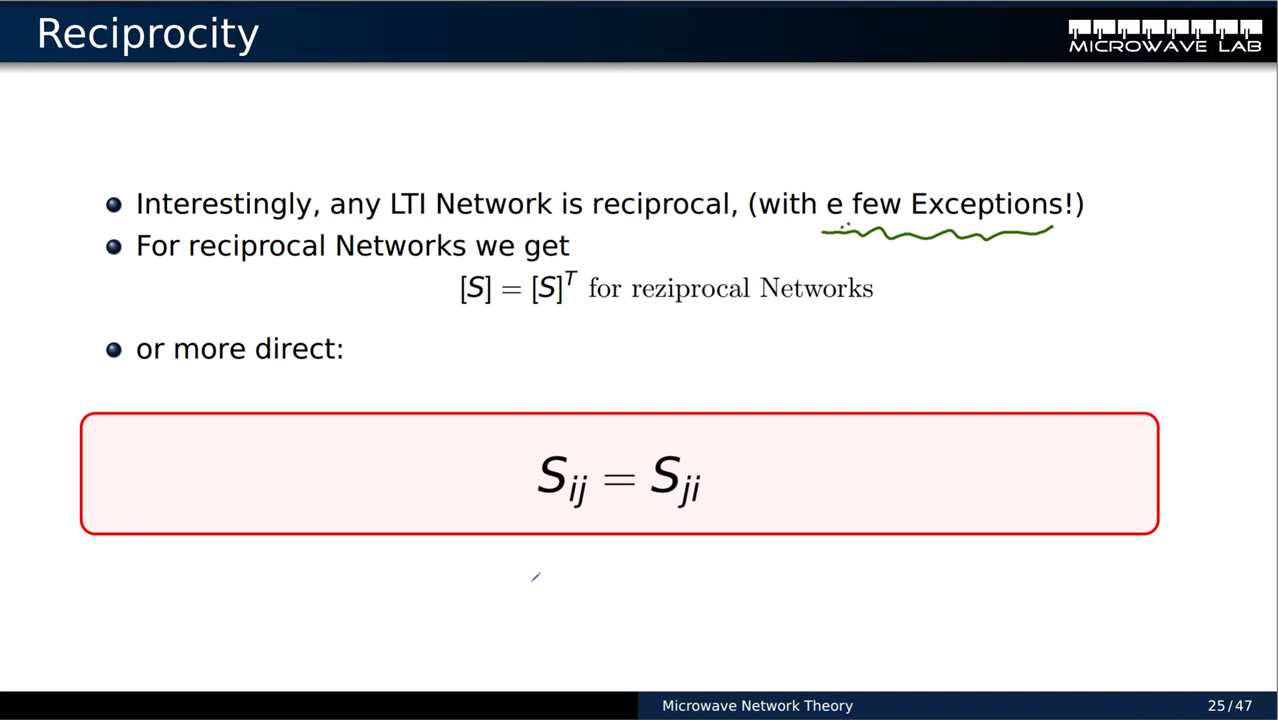 Reciprocity
MICROWAVE LAB
Interestingly, any LTI Network is reciprocal, (with e few Exceptions!)
For reciprocal Networks we get
[S] = [S]^T for reziprocal Networks
or more direct:
S_ij = S_ji
Microwave Network Theory
25/47